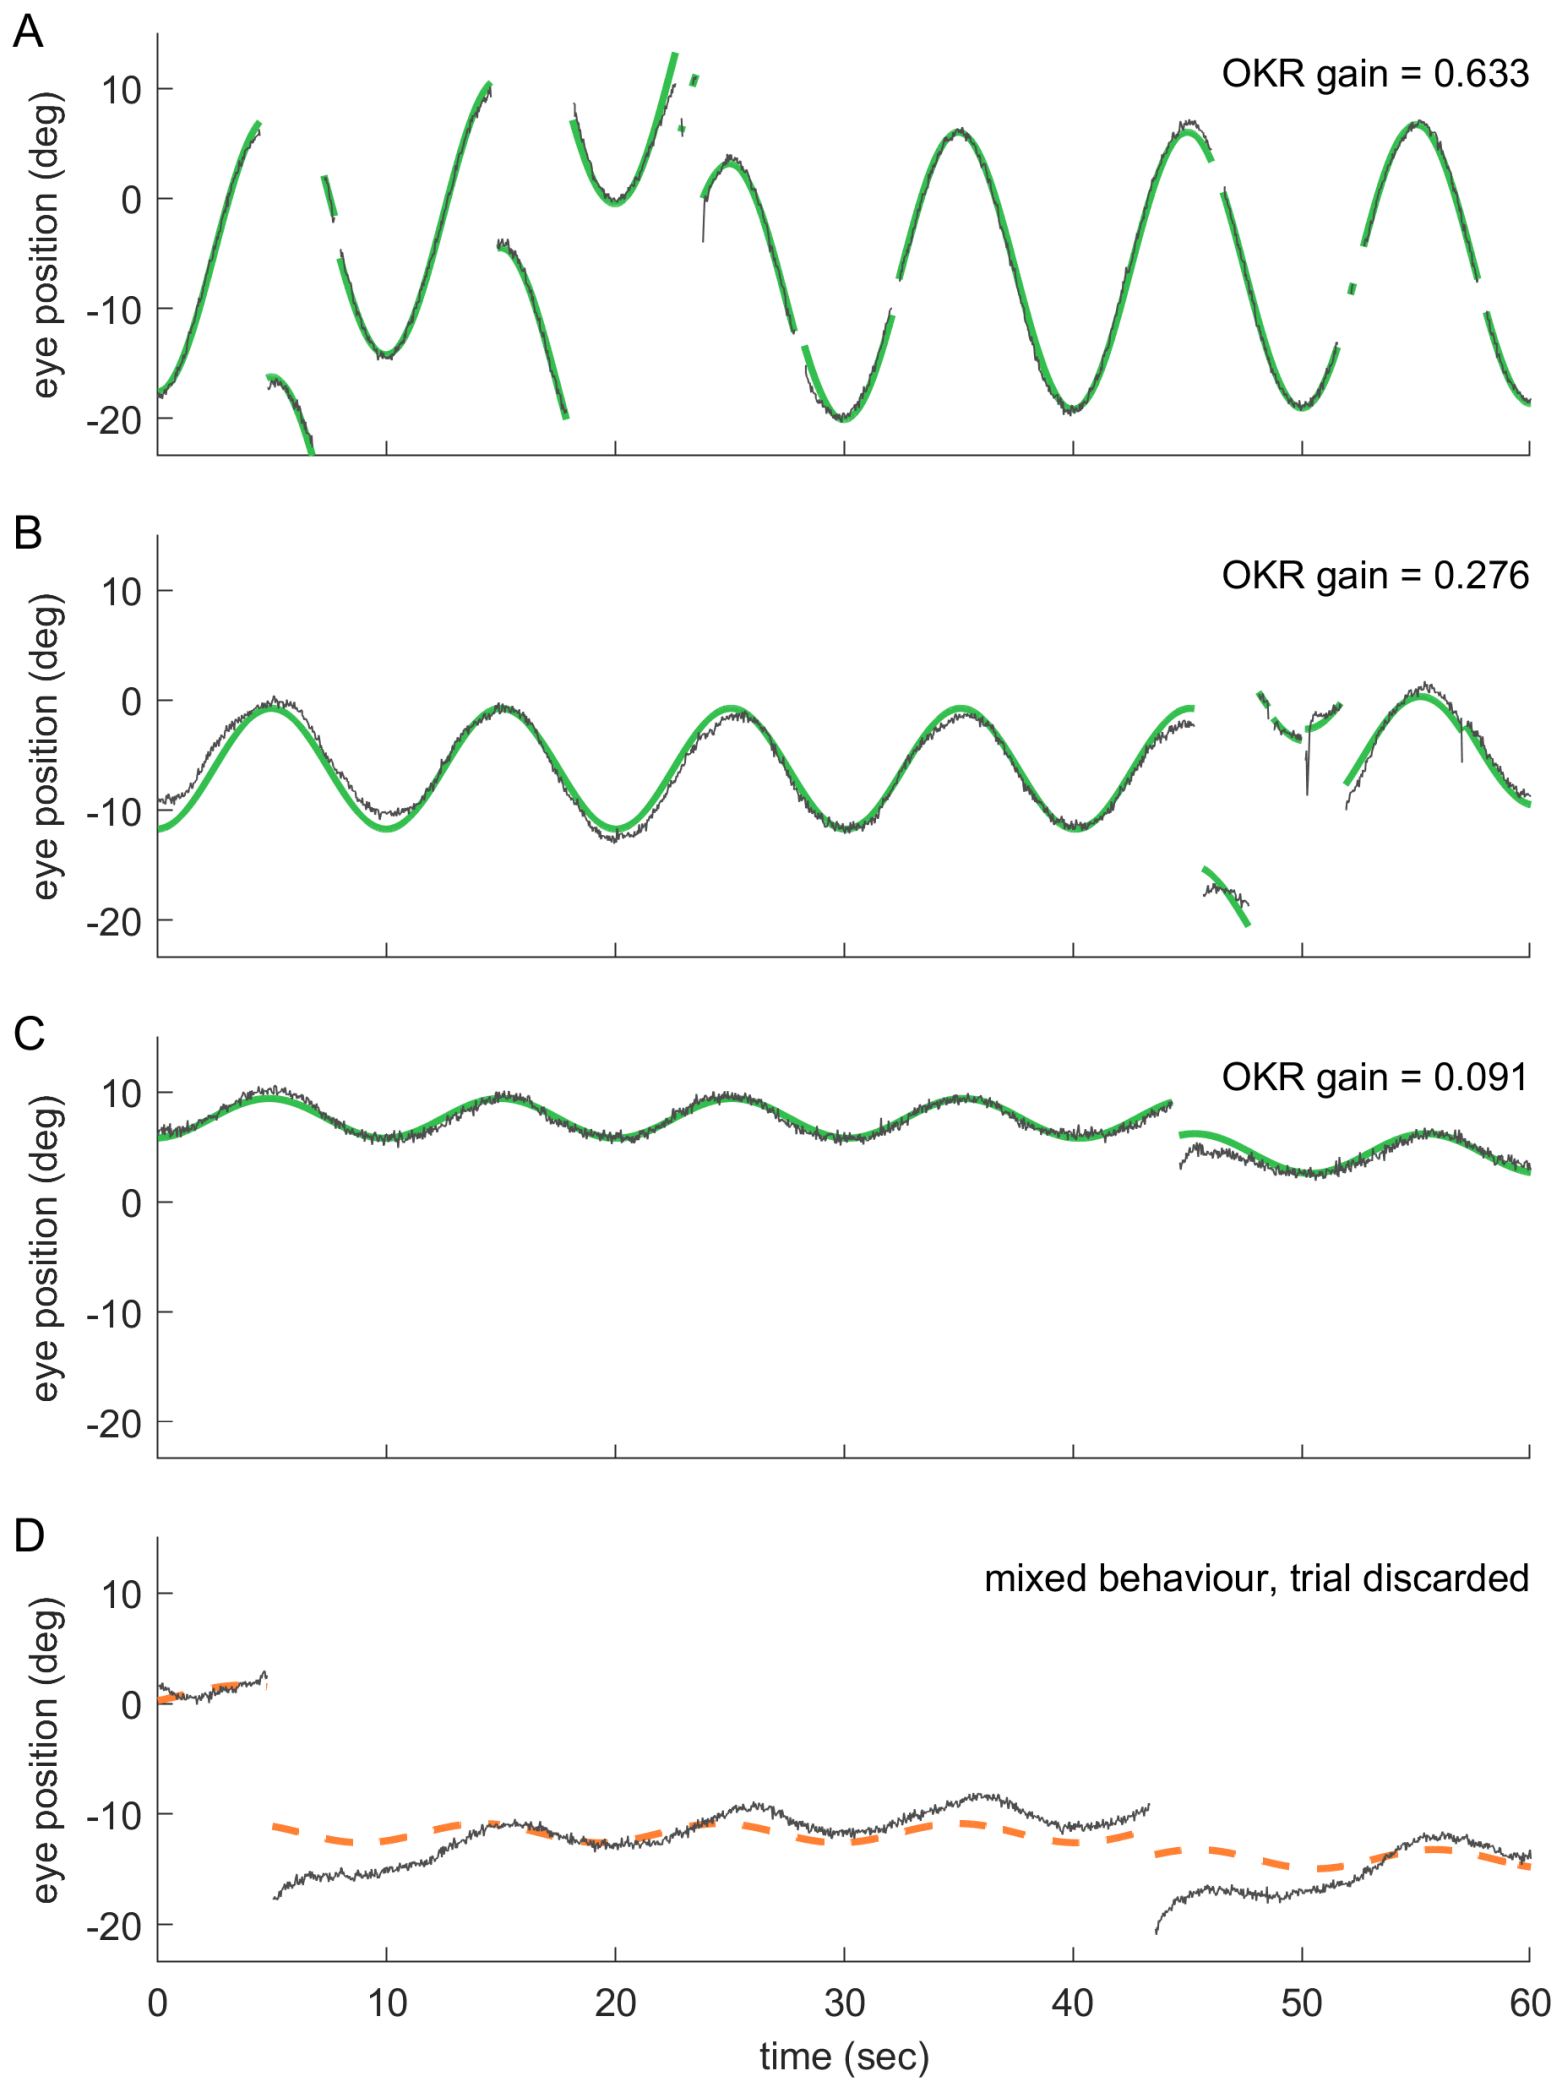 A
OKR gain = 0.633
eye position (deg)
10
0
-10
-20
B
OKR gain = 0.276
eye position (deg)
10
0
-10
-20
C
OKR gain = 0.091
eye position (deg)
10
0
-10
-20
D
mixed behaviour, trial discarded
eye position (deg)
10
0
-10
-20
0 10 20 30 40 50 60
time (sec)